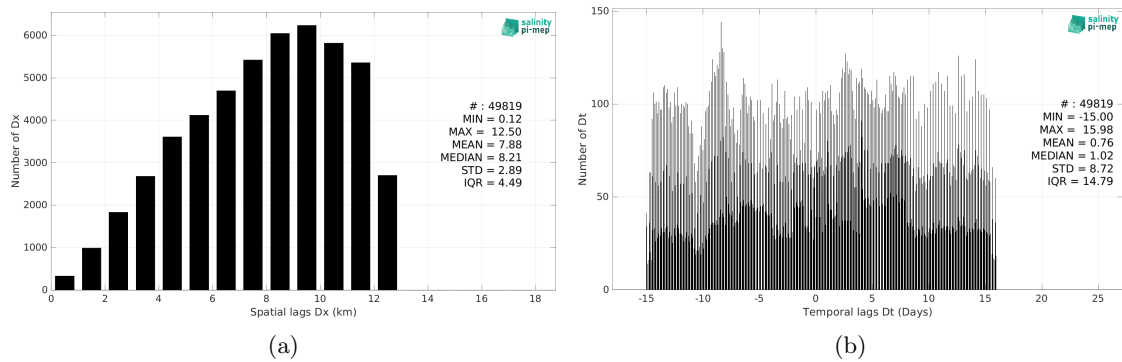 salinity
pi-mep
6000
5000
4000
3000
2000
1000
0
Number of Dx
# : 49819
MIN = 0.12
MAX = 12.50
MEAN = 7.88
MEDIAN = 8.21
STD = 2.89
IQR = 4.49
0 2 4 6 8 10 12 14 16 18
Spatial lags Dx (km)
(a)
salinity
pi-mep
150
100
50
0
Number of Dt
# : 49819
MIN = -15.00
MAX = 15.98
MEAN = 0.76
MEDIAN = 1.02
STD = 8.72
IQR = 14.79
-15 -10 -5 0 5 10 15 20 25
Temporal lags Dt (Days)
(b)